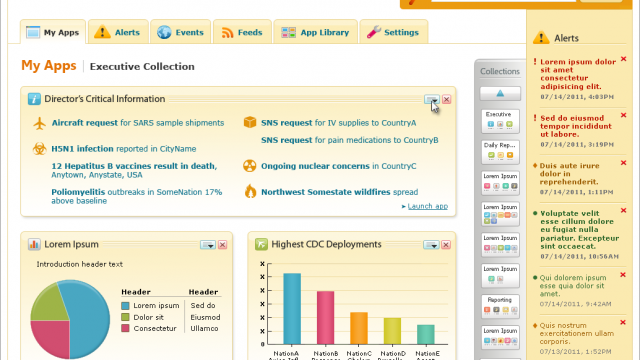 My Apps
Alerts
Events
Feeds
App Library
Settings
My Apps | Executive Collection
Director's Critical Information
Aircraft request for SARS sample shipments
H5N1 infection reported in CityName
12 Hepatitis B vaccines result in death,
Anytown, Anystate, USA
Poliomyelitis outbreaks in SomeNation 17%
above baseline
SNS request for IV supplies to CountryA
SNS request for pain medications to CountryB
Ongoing nuclear concerns in CountryC
Northwest Somestate wildfires spread
Launch app
Lorem Ipsum
Introduction header text
Header Header
Lorem ipsum Sed do
Dolor sit Eiusmod
Consectetur Ullamco
Highest CDC Deployments
X
X
X
X
X
X
X
NationA NationB NationC NationD NationE
Collections
Executive
Daily Rep...
Lorem Ipsum
Lorem Ipsum
Lorem Ipsum
Lorem Ipsum
Reporting
Lorem Ipsum
Alerts
Lorem ipsum dolor
sit amet
consectetur
adipisicing elit.
07/14/2011, 4:03PM
Sed do eiusmod
tempor incididunt
ut labore.
07/14/2011, 3:19PM
Duis aute irure
dolor in
reprehenderit.
07/14/2011, 1:11PM
Voluptate velit
esse cillum dolore
eu fugiat nulla
pariatur. Excepteur
sint occaecat.
07/14/2011, 10:56AM
Qui dolorem ipsum
esse quia dolor
sit amet.
07/14/2011, 9:42AM
Quis nostrum
exercitationem
ullam corporis.
07/13/2011, 1:52PM